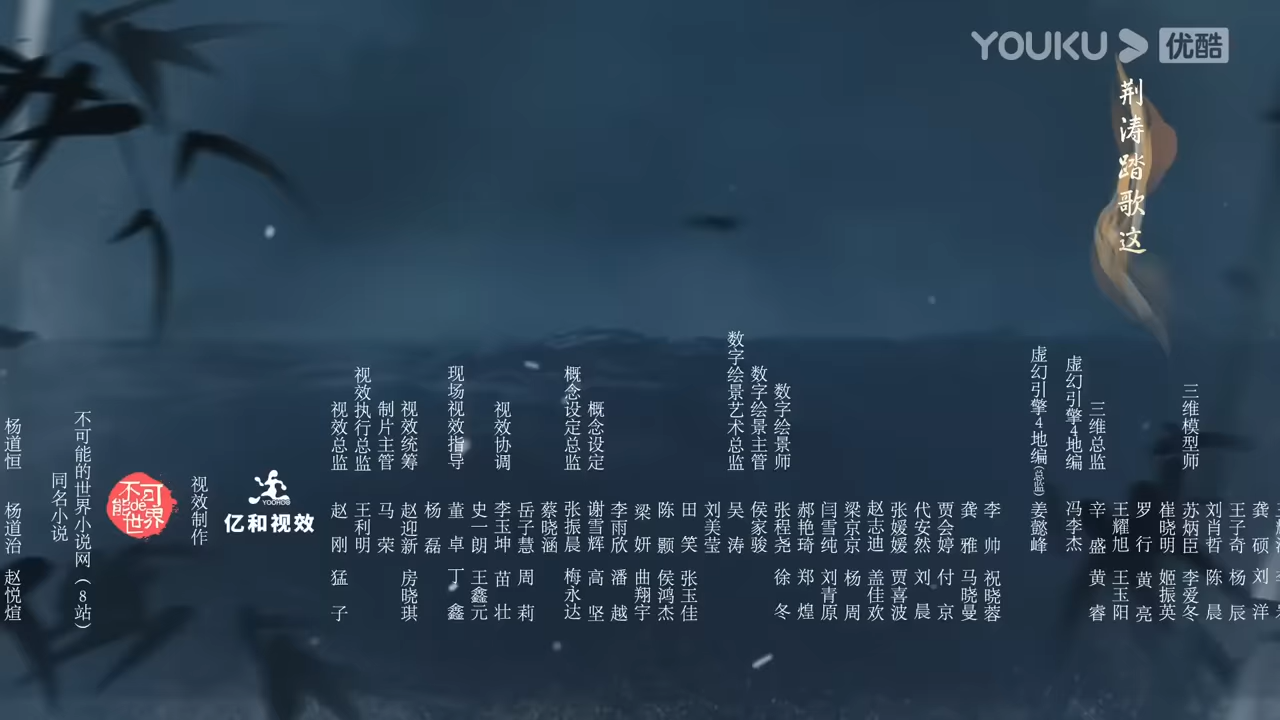 YOUKU 优酷
荆涛踏歌这
杨道恒 杨道治 赵悦煊
同名小说
不可能的世界小说网（8站）
不可能de世界
视效制作
YOOHOO
亿和视效
视效总监 赵刚 猛子
视效执行总监 王利明
制片主管 马荣
视效统筹 赵迎新 房晓琪
杨磊
现场视效指导 董卓 丁鑫
史一朗 王鑫元
视效协调 李玉坤 苗壮
岳子慧 周莉
蔡晓涵
概念设定总监 张振晨 梅永达
概念设定 谢雪辉 高坚
李雨欣 潘越
梁妍 曲翔宇
陈颢 侯鸿杰
田笑 张玉佳
刘美莹
数字绘景艺术总监 吴涛
数字绘景主管 侯家骏
数字绘景师 张程尧 徐冬
郝艳琦 郑煌
闫雪纯 刘青原
梁京京 杨周
赵志迪 盖佳欢
张媛媛 贾喜波
代安然 刘晨
贾会婷 付京
龚雅 马晓曼
李帅 祝晓蓉
虚幻引擎4地编(总监) 姜懿峰
虚幻引擎4地编 冯李杰
三维总监 辛盛 黄睿
王耀旭 王玉阳
罗行 黄亮
崔晓明 姬振英
三维模型师 苏炳臣 李爱冬
刘肖哲 陈晨
王子奇 杨辰
龚硕 刘洋